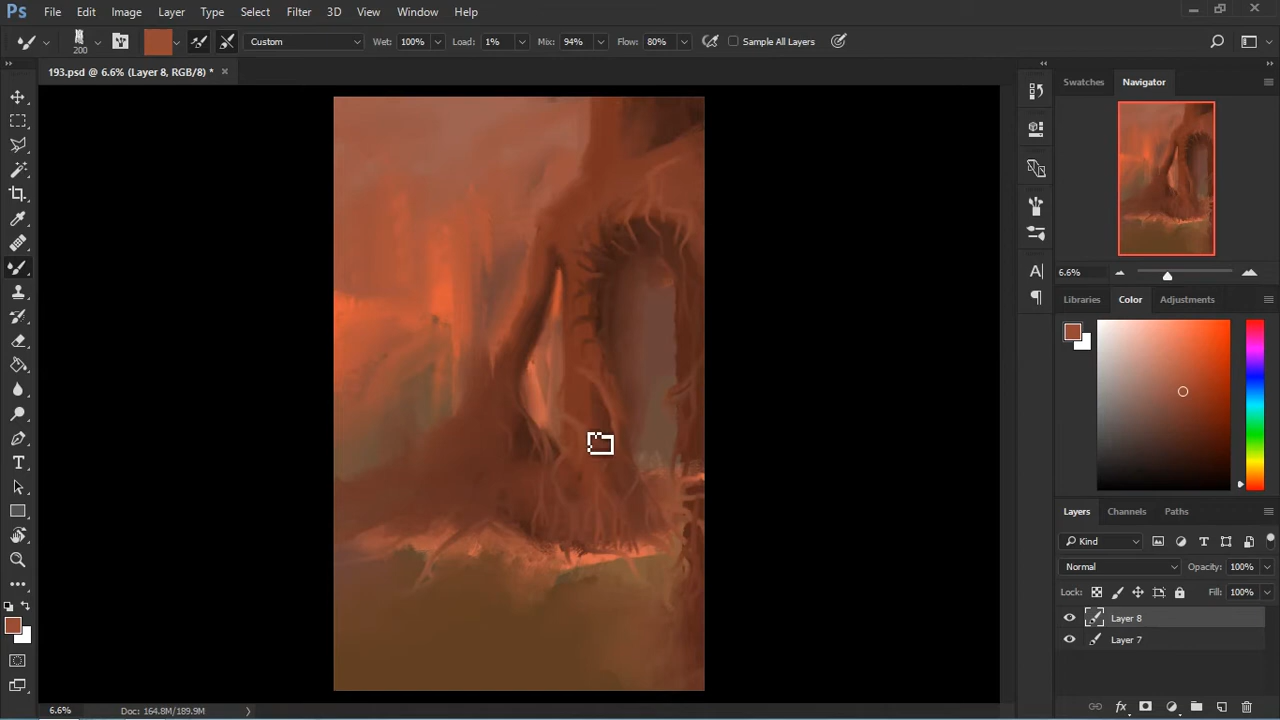 Ps File Edit Image Layer Type Select Filter 3D View Window Help
200 Custom Wet: 100% Load: 1% Mix: 94% Flow: 80% Sample All Layers
193.psd @ 6.6% (Layer 8, RGB/8) *
Swatches Navigator
6.6%
Libraries Color Adjustments
Layers Channels Paths
Kind
Normal Opacity: 100%
Lock: Fill: 100%
Layer 8
Layer 7
6.6% Doc: 164.8M/189.9M